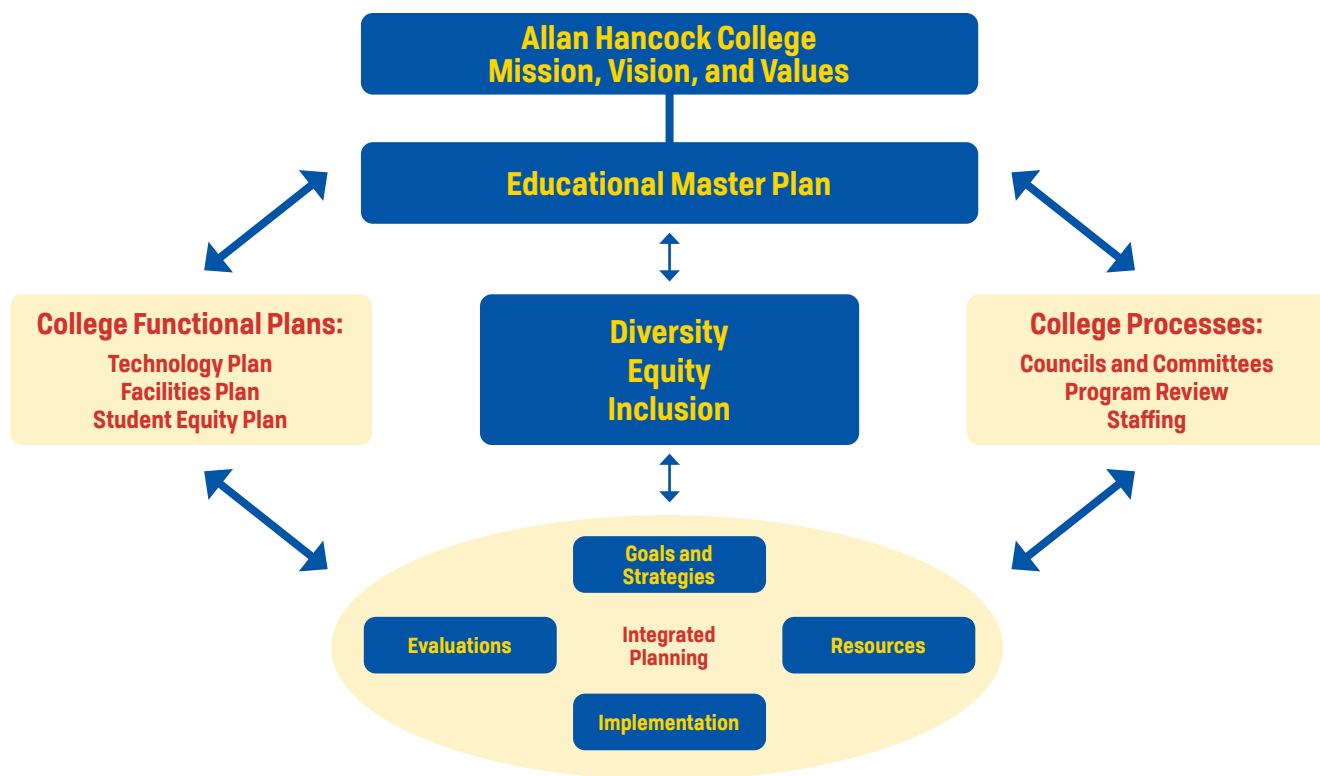 Allan Hancock College
Mission, Vision, and Values
Educational Master Plan
College Functional Plans:
Technology Plan
Facilities Plan
Student Equity Plan
Diversity
Equity
Inclusion
College Processes:
Councils and Committees
Program Review
Staffing
Goals and
Strategies
Evaluations
Integrated
Planning
Resources
Implementation